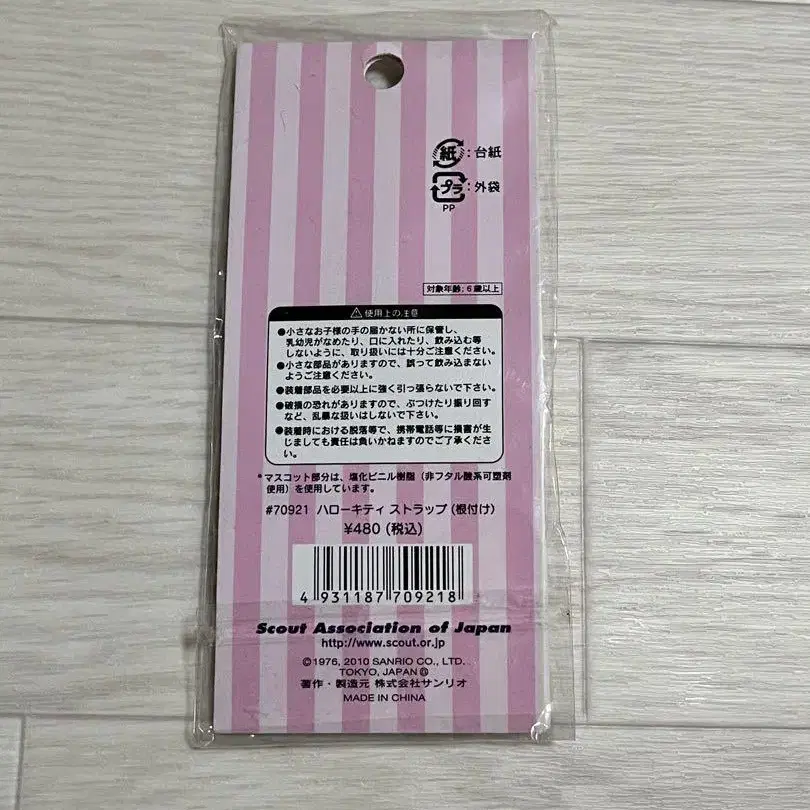 紙:台紙
プラ:外袋
PP
対象年齢:6歳以上
⚠使用上の注意
●小さなお子様の手の届かない所に保管し、
乳幼児がなめたり、口に入れたり、飲み込む等
しないように、取り扱いには十分ご注意ください。
●小さな部品がありますので、誤って飲み込まない
ようご注意ください。
●装着部品を必要以上に強く引っ張らないで下さい。
●破損の恐れがありますので、ぶつけたり振り回す
など、乱暴な扱いはしないで下さい。
●装着時における脱落等で、携帯電話等に損害が生
じましても責任は負いかねますのでご了承くださ
い。
*マスコット部分は、塩化ビニル樹脂(非フタル酸系可塑剤
使用)を使用しています。
#70921 ハローキティ ストラップ(根付け)
¥480(税込)
4 931187 709218
Scout Association of Japan
http://www.scout.or.jp
©1976, 2010 SANRIO CO., LTD.
TOKYO, JAPAN Ⓛ
著作・製造元 株式会社サンリオ
MADE IN CHINA